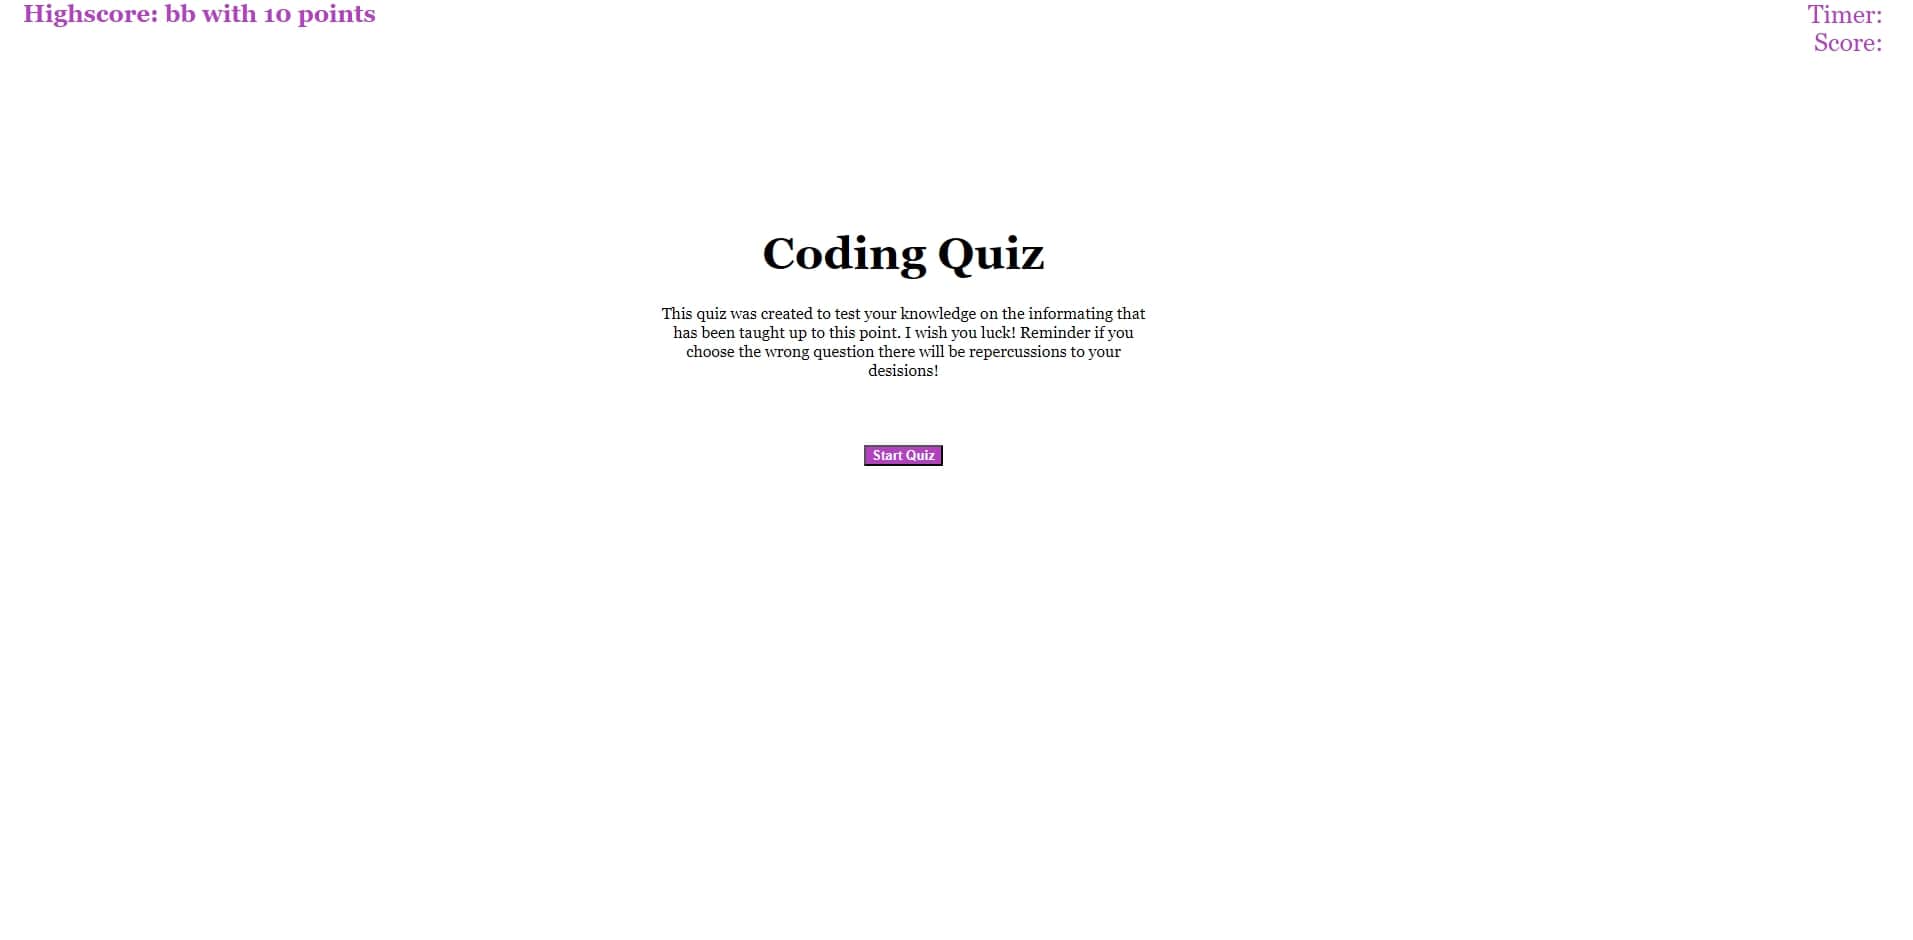 Highscore: bb with 10 points
Timer:
Score:
Coding Quiz
This quiz was created to test your knowledge on the informating that
has been taught up to this point. I wish you luck! Reminder if you
choose the wrong question there will be repercussions to your
desisions!
Start Quiz